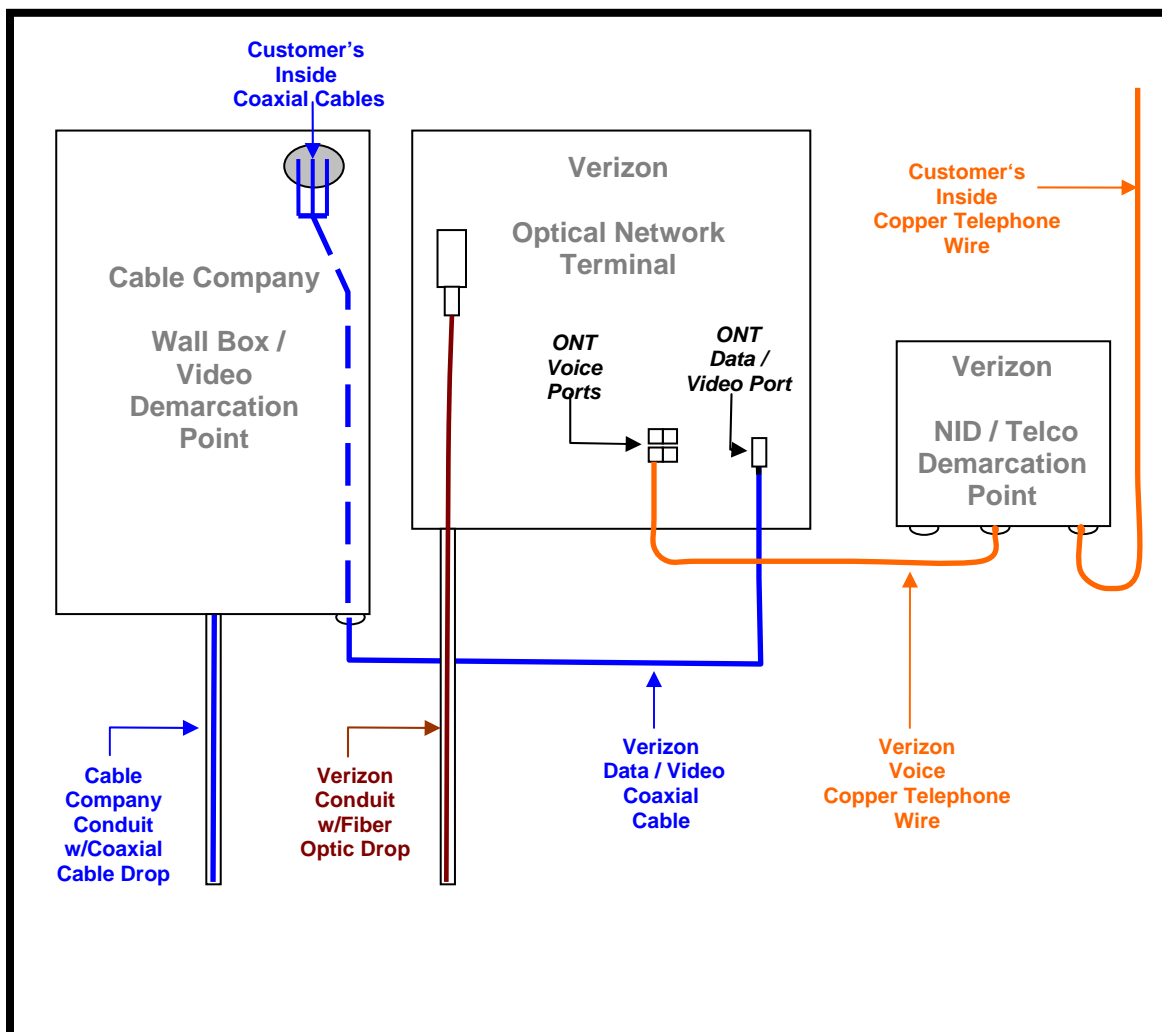 Customer’s
Inside
Coaxial Cables
Cable Company
Wall Box /
Video
Demarcation
Point
Verizon
Optical Network
Terminal
ONT
Voice
Ports
ONT
Data /
Video Port
Customer‘s
Inside
Copper Telephone
Wire
Verizon
NID / Telco
Demarcation
Point
Cable
Company
Conduit
w/Coaxial
Cable Drop
Verizon
Conduit
w/Fiber
Optic Drop
Verizon
Data / Video
Coaxial
Cable
Verizon
Voice
Copper Telephone
Wire